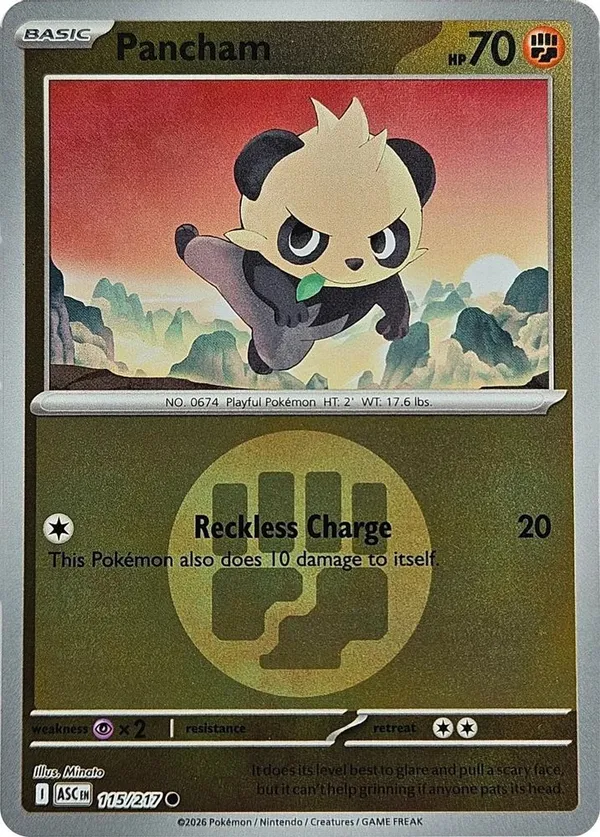 BASIC
Pancham
HP 70
NO. 0674 Playful Pokémon HT: 2' WT: 17.6 lbs.
Reckless Charge 20
This Pokémon also does 10 damage to itself.
weakness ×2 resistance retreat
Illus. Minato
It does its level best to glare and pull a scary face,
but it can't help grinning if anyone pats its head.
I ASC EN 115/217
©2026 Pokémon / Nintendo / Creatures / GAME FREAK